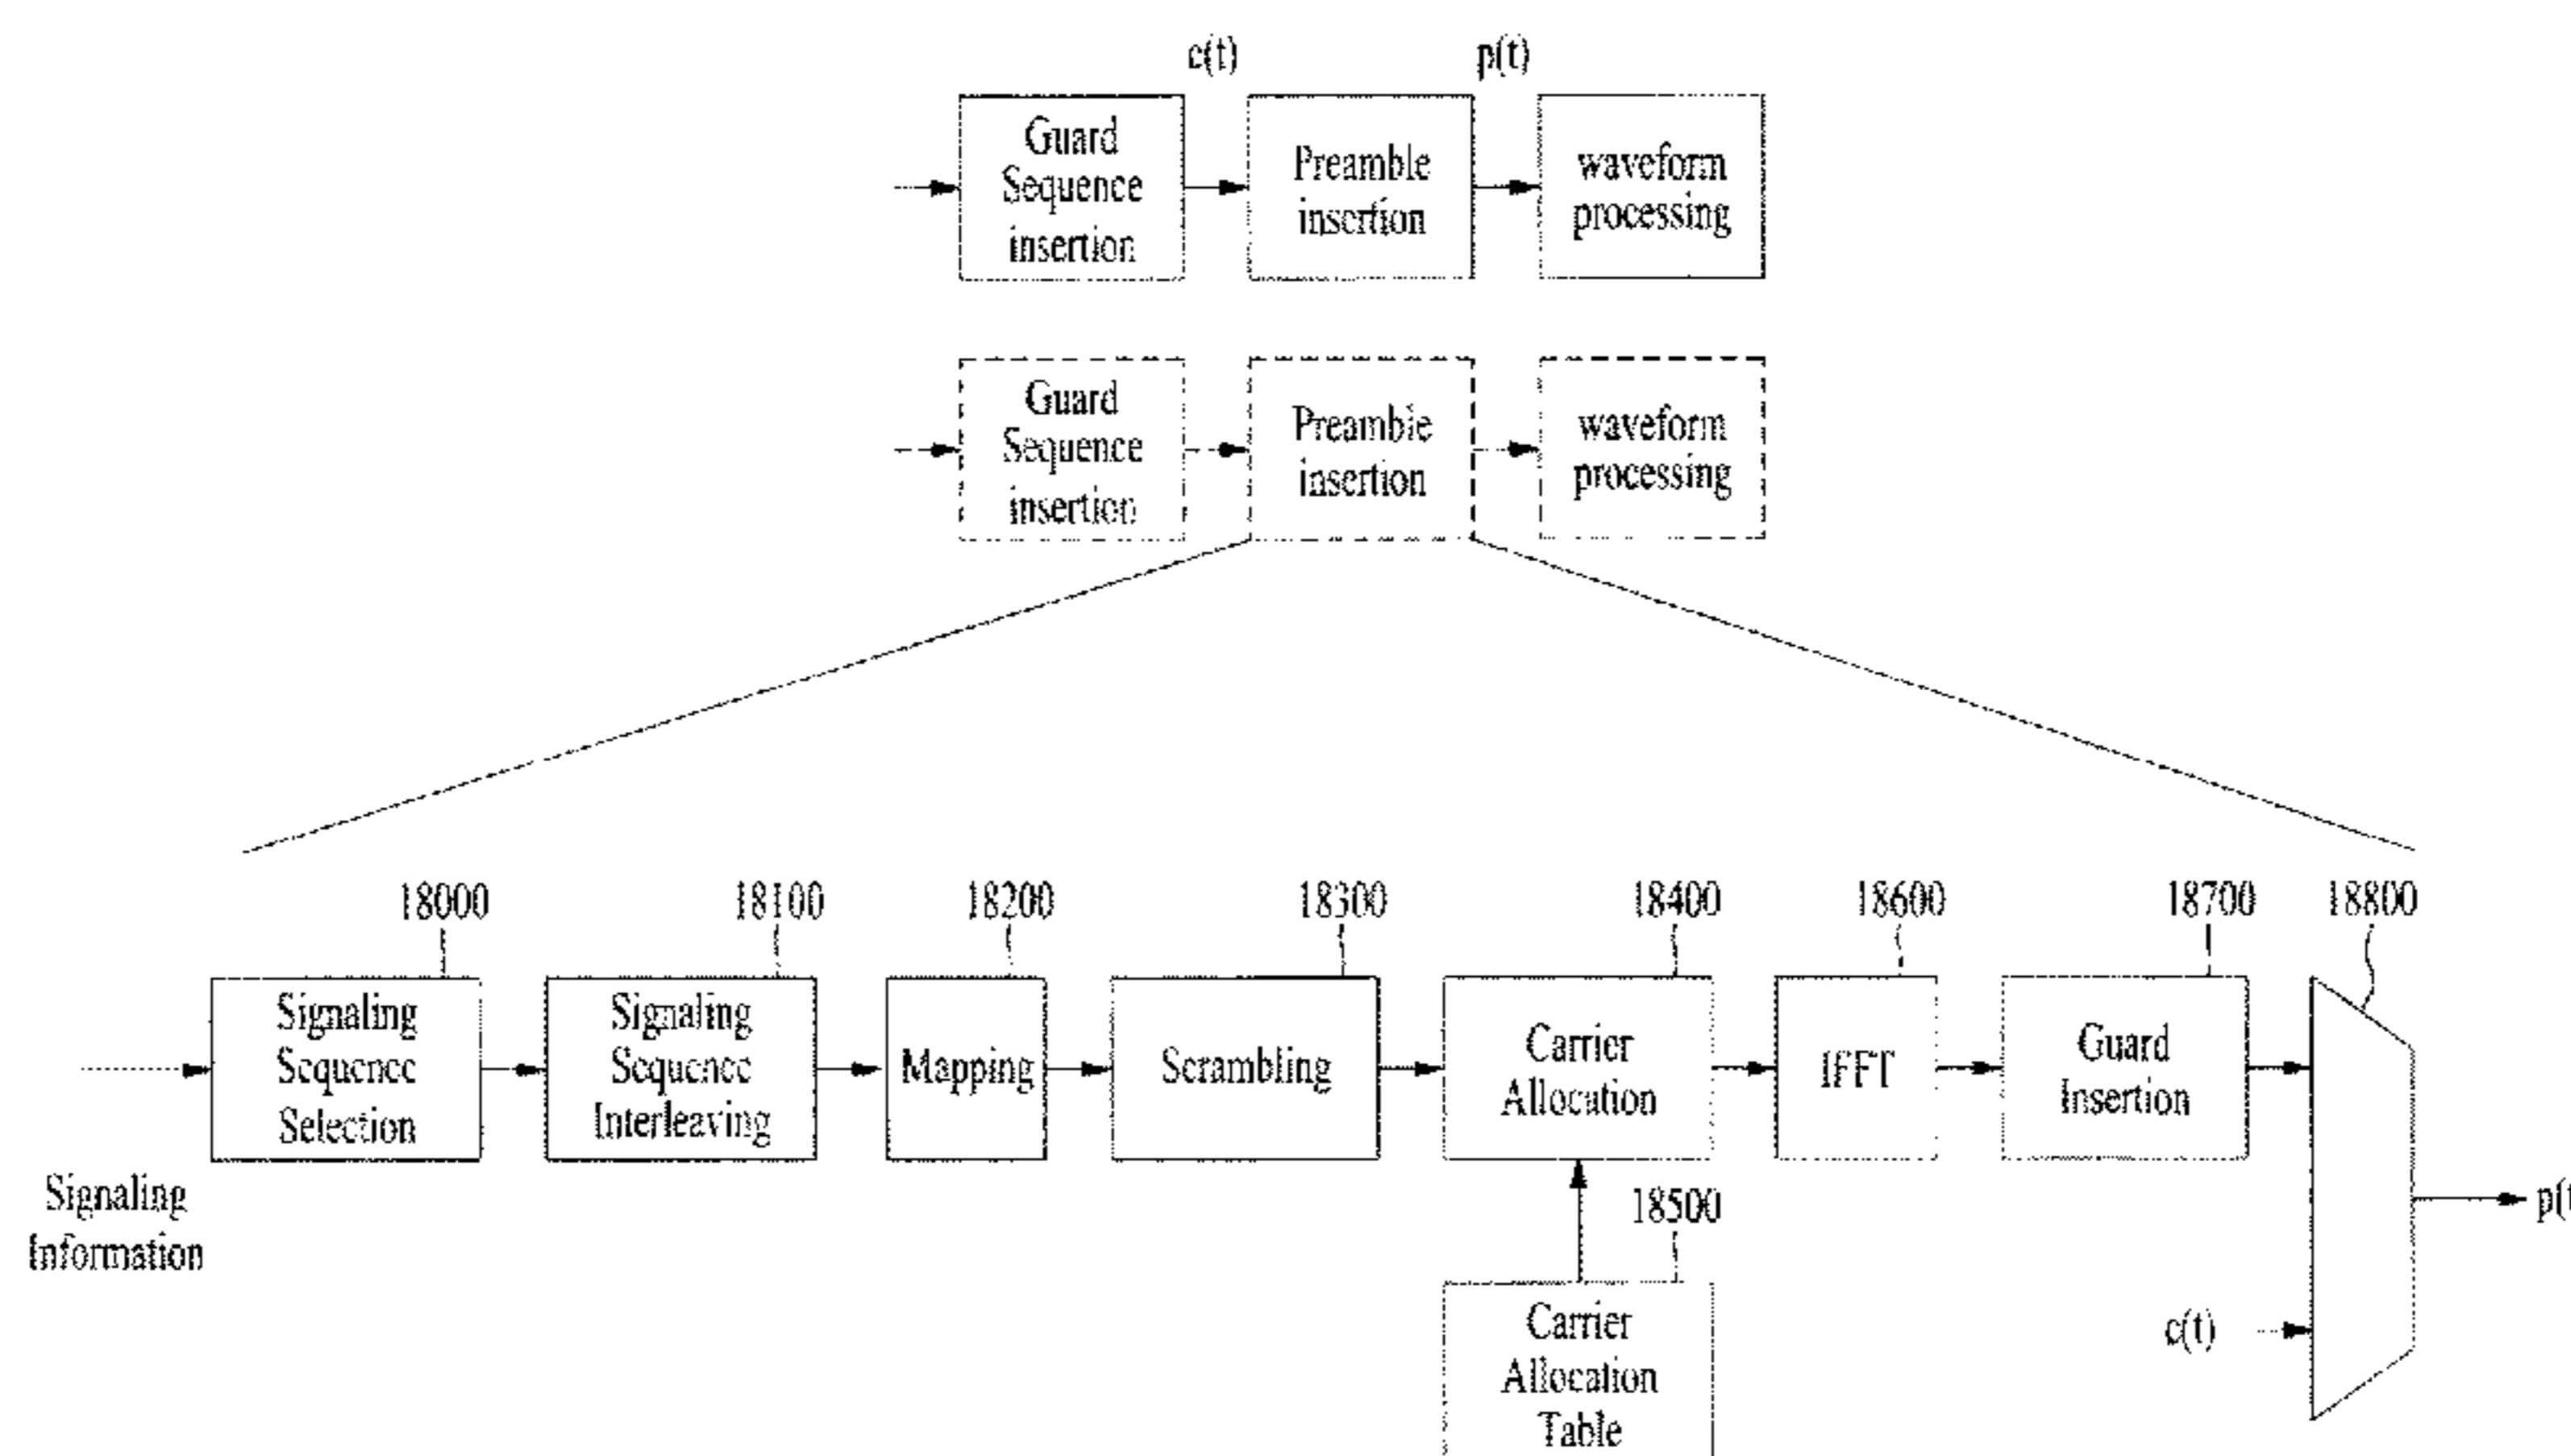 c(t)
p(t)
Guard
Sequence
insertion
Preamble
insertion
waveform
processing
Guard
Sequence
insertion
Preamble
insertion
waveform
processing
18000
18100
18200
18300
18400
18600
18700
18800
Signaling
Sequence
Selection
Signaling
Sequence
Interleaving
Mapping
Scrambling
Carrier
Allocation
IFFT
Guard
Insertion
Signaling
Information
18500
p(t
Carrier
Allocation
Table
c(t)